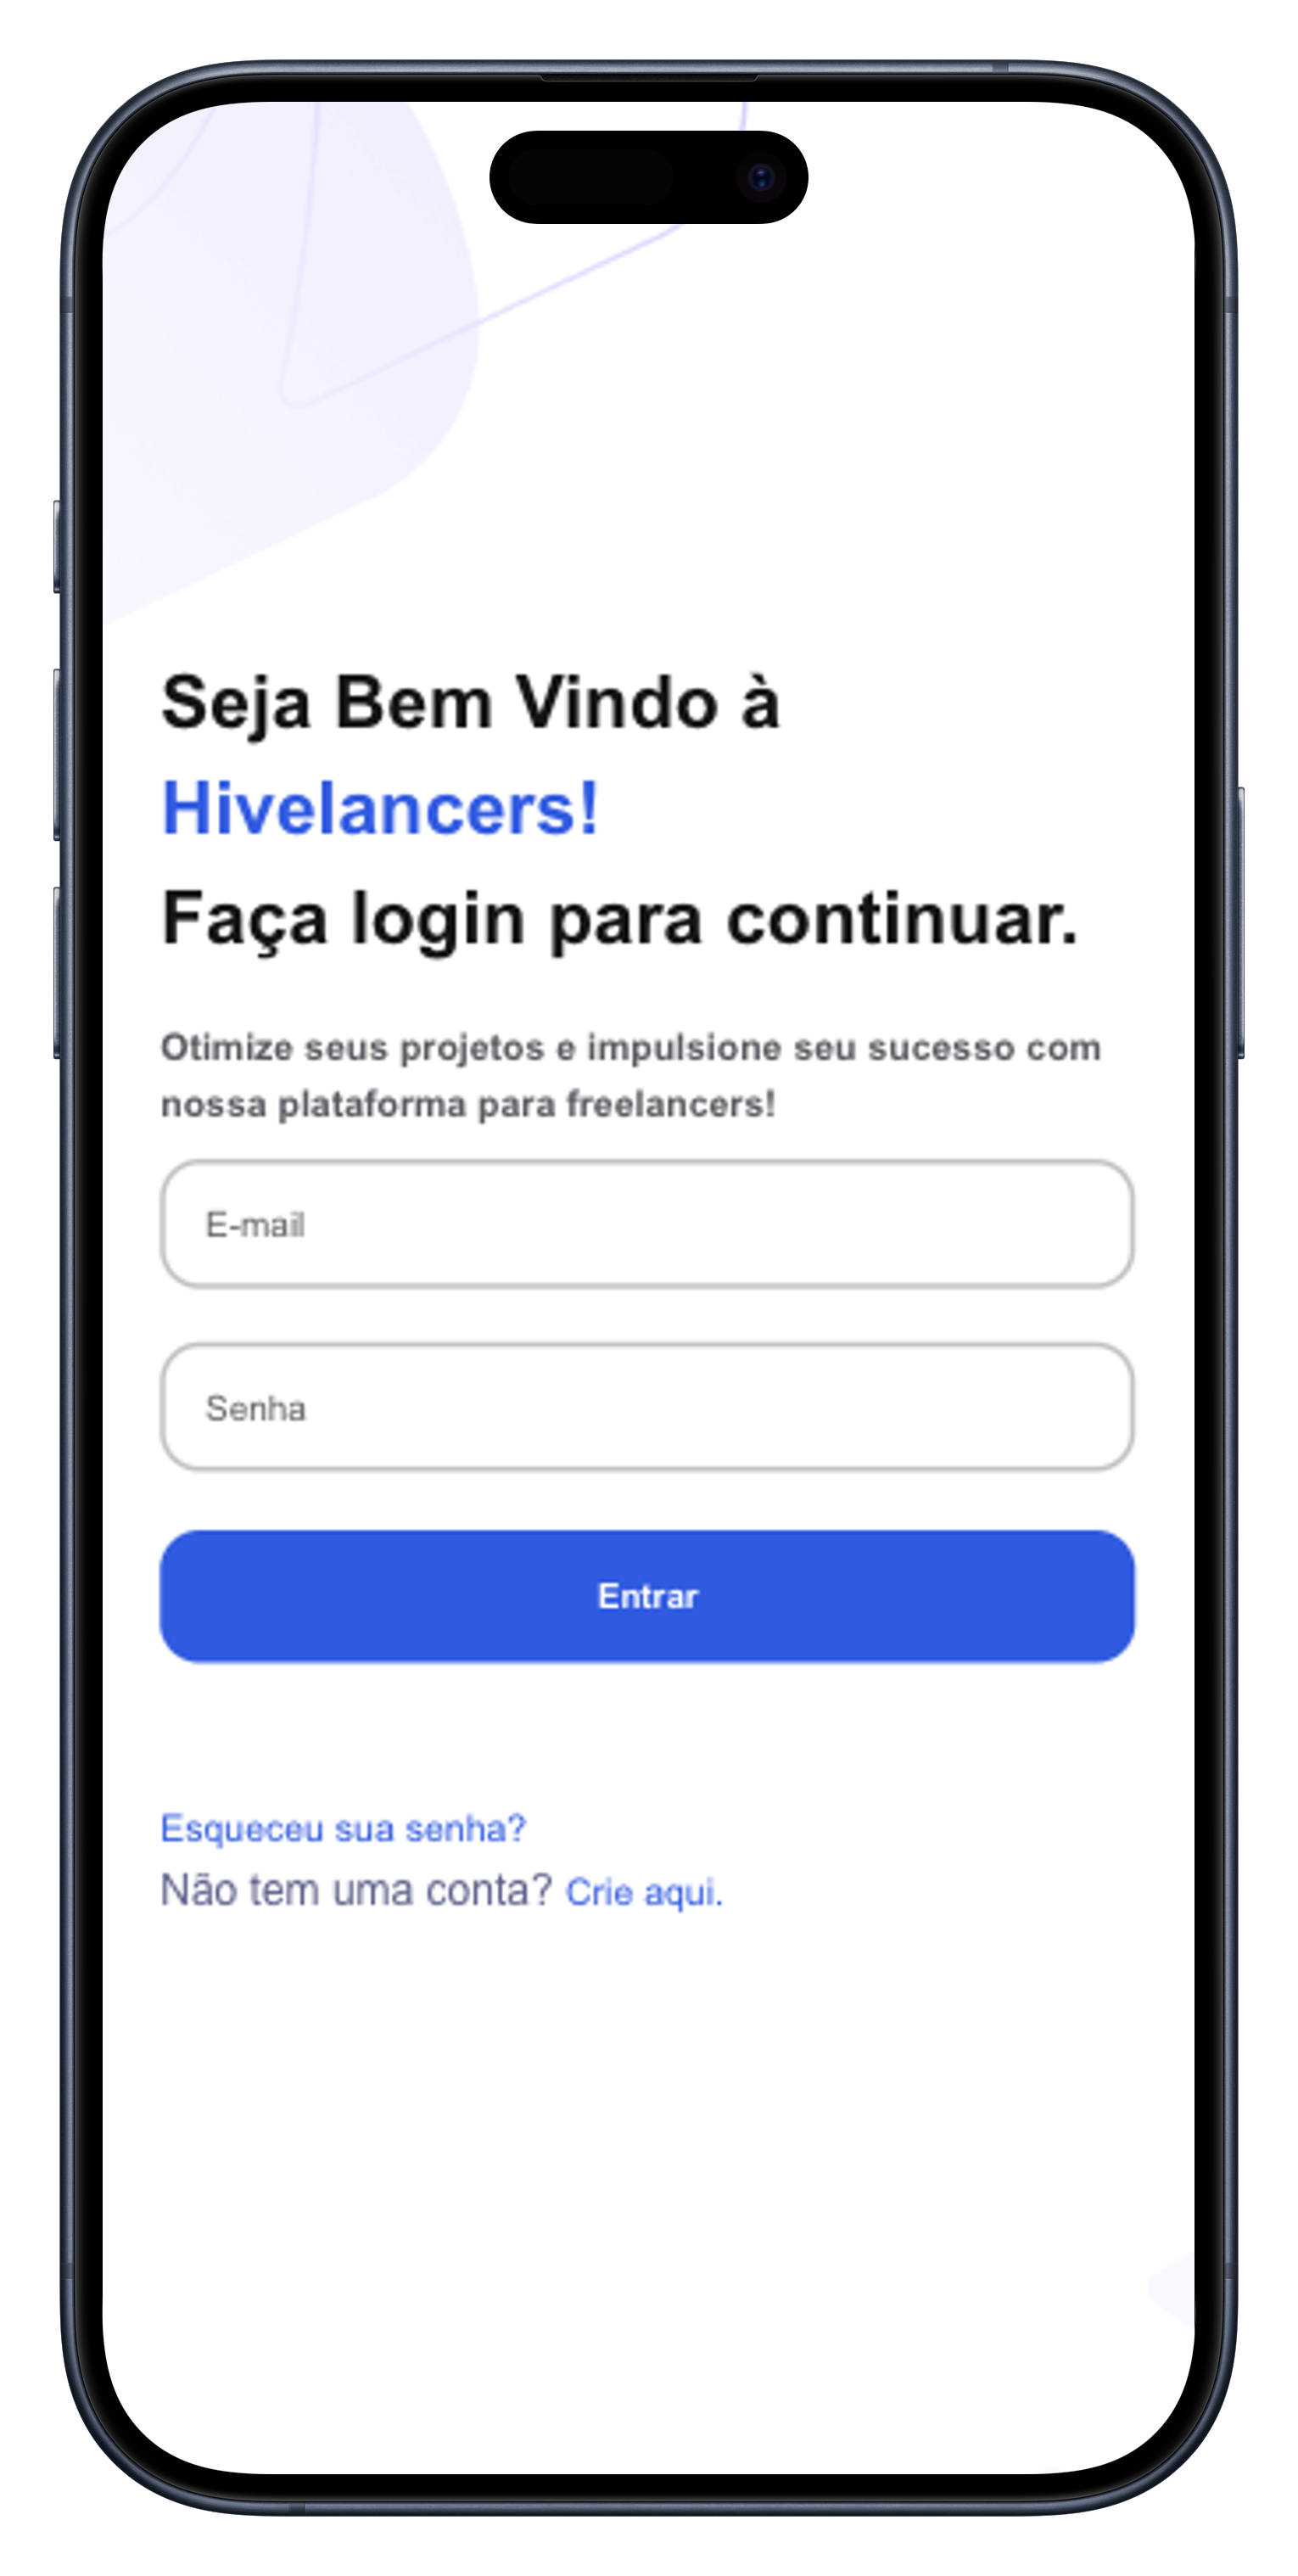 Seja Bem Vindo à
Hivelancers!
Faça login para continuar.
Otimize seus projetos e impulsione seu sucesso com
nossa plataforma para freelancers!
E-mail
Senha
Entrar
Esqueceu sua senha?
Não tem uma conta? Crie aqui.